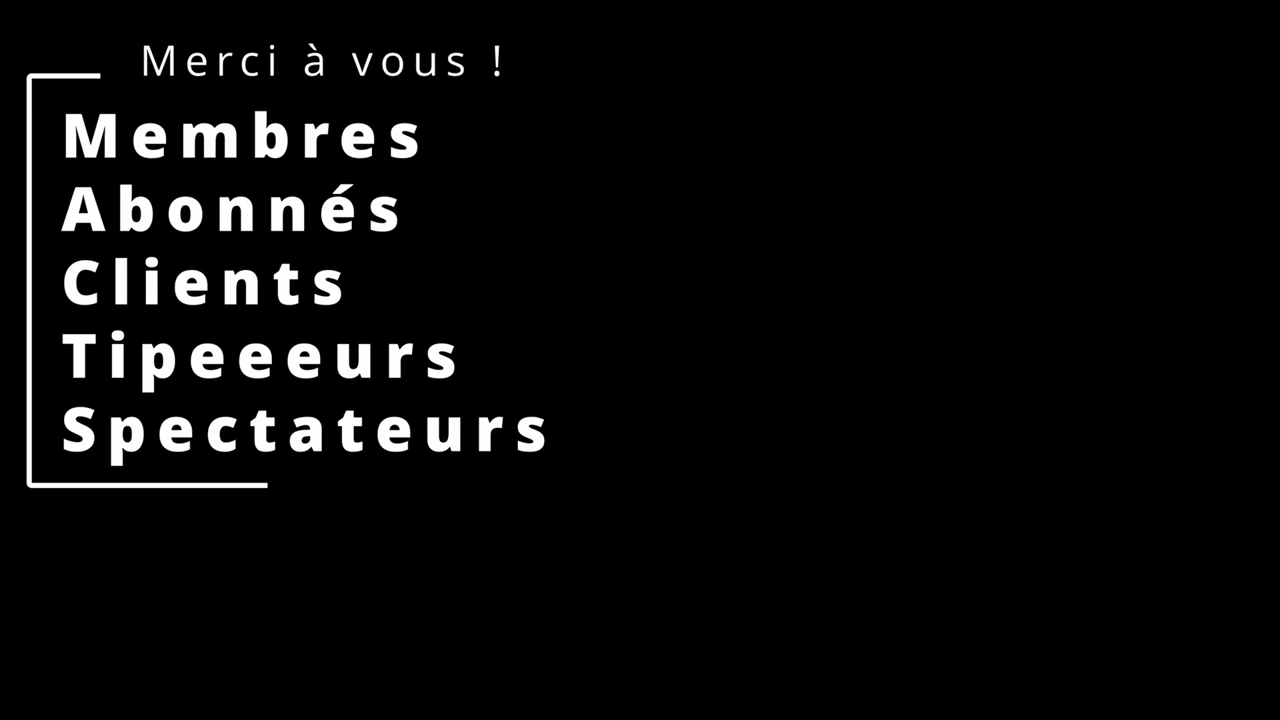 Merci à vous !
Membres
Abonnés
Clients
Tipeeeurs
Spectateurs